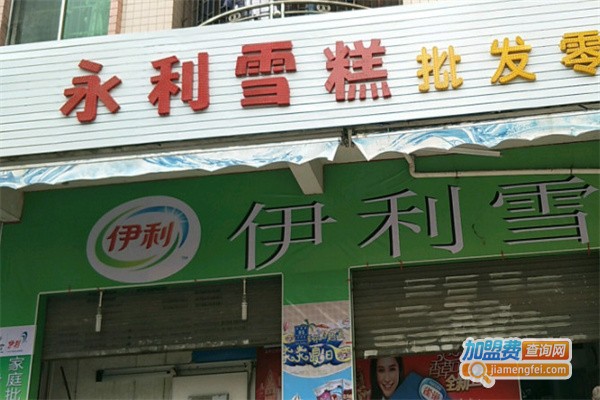 永利雪糕批发零
伊利
伊利雪
家庭批
加盟费查询网
jiamengfei.com